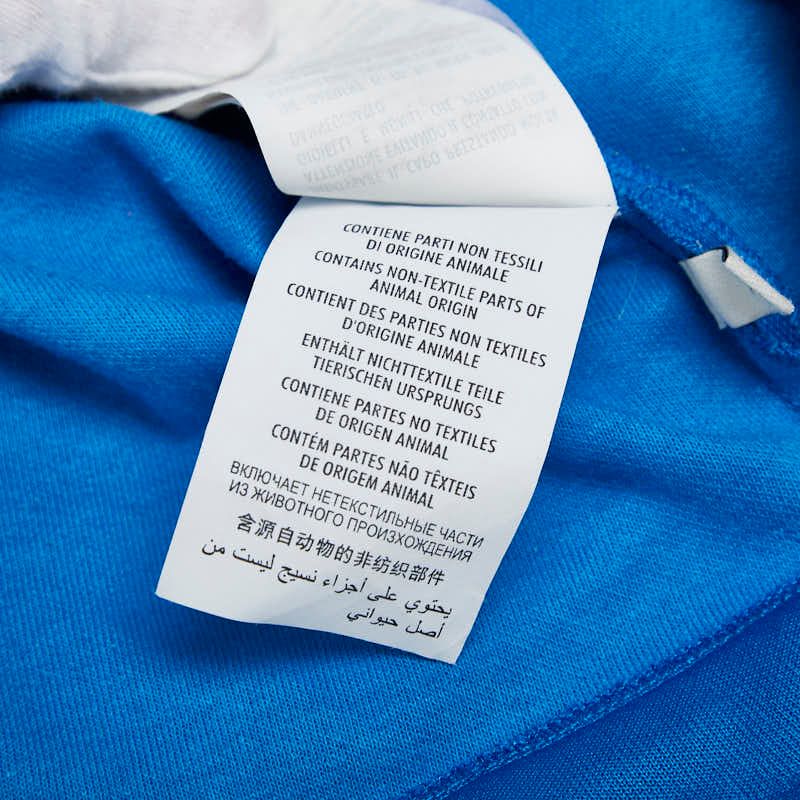 CONTIENE PARTI NON TESSILI
DI ORIGINE ANIMALE
CONTAINS NON-TEXTILE PARTS OF
ANIMAL ORIGIN
CONTIENT DES PARTIES NON TEXTILES
D'ORIGINE ANIMALE
ENTHÄLT NICHTTEXTILE TEILE
TIERISCHEN URSPRUNGS
CONTIENE PARTES NO TEXTILES
DE ORIGEN ANIMAL
CONTÉM PARTES NÃO TÊXTEIS
DE ORIGEM ANIMAL
ВКЛЮЧАЕТ НЕТЕКСТИЛЬНЫЕ ЧАСТИ
ИЗ ЖИВОТНОГО ПРОИЗХОЖДЕНИЯ
含源自动物的非纺织部件
يحتوي على أجزاء نسيج ليست من
أصل حيواني